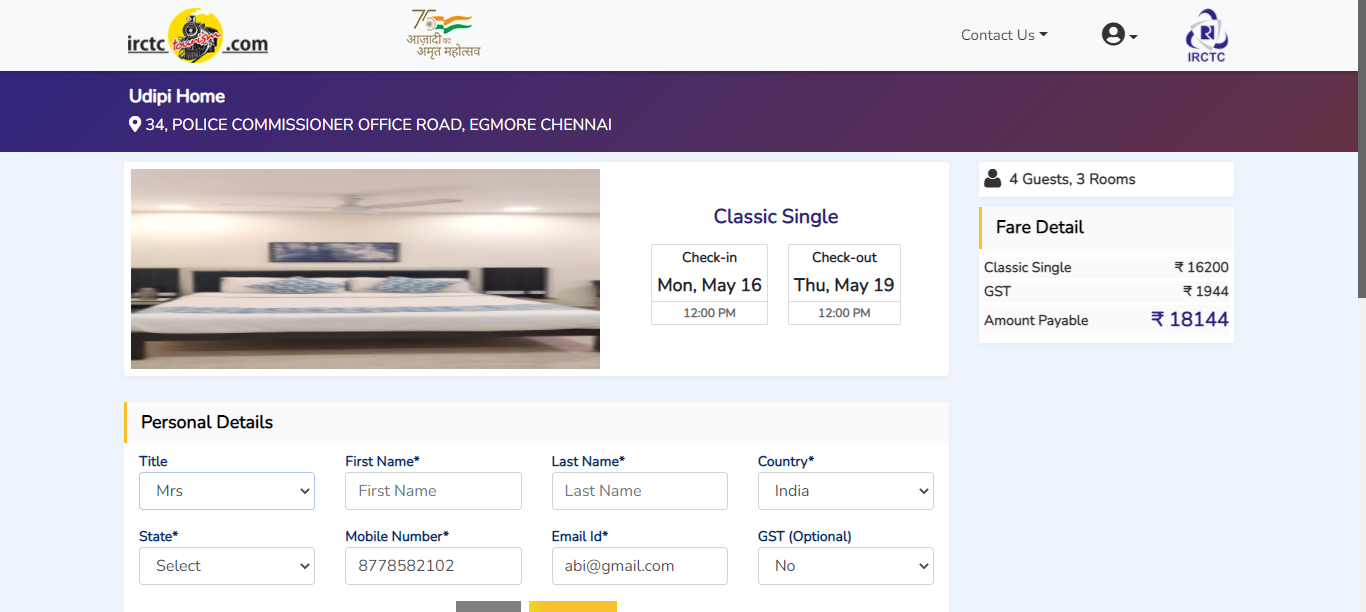 irctc tourism .com
75
आज़ादी का
अमृत महोत्सव
Contact Us
IRCTC
Udipi Home
34, POLICE COMMISSIONER OFFICE ROAD, EGMORE CHENNAI
Classic Single
Check-in
Mon, May 16
12:00 PM
Check-out
Thu, May 19
12:00 PM
4 Guests, 3 Rooms
Fare Detail
Classic Single ₹ 16200
GST ₹ 1944
Amount Payable ₹ 18144
Personal Details
Title First Name* Last Name* Country*
Mrs First Name Last Name India
State* Mobile Number* Email Id* GST (Optional)
Select 8778582102 abi@gmail.com No